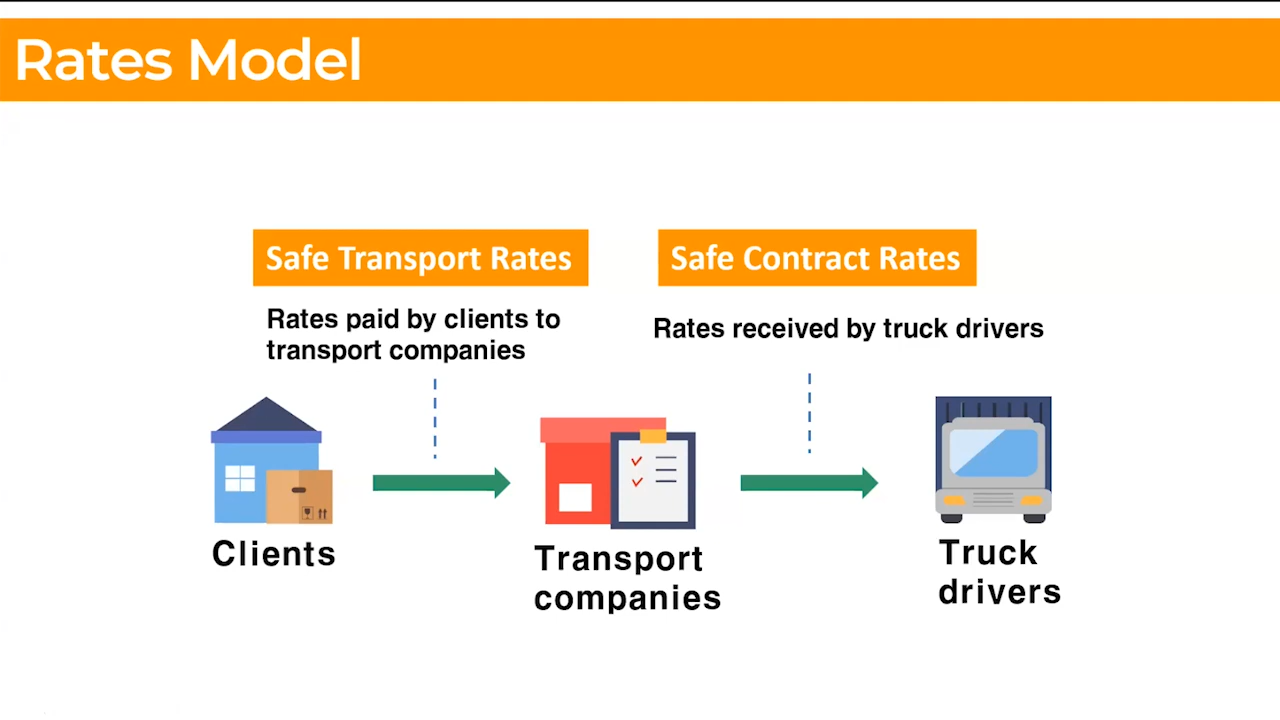 Rates Model
Safe Transport Rates
Rates paid by clients to
transport companies
Safe Contract Rates
Rates received by truck drivers
Clients
Transport
companies
Truck
drivers